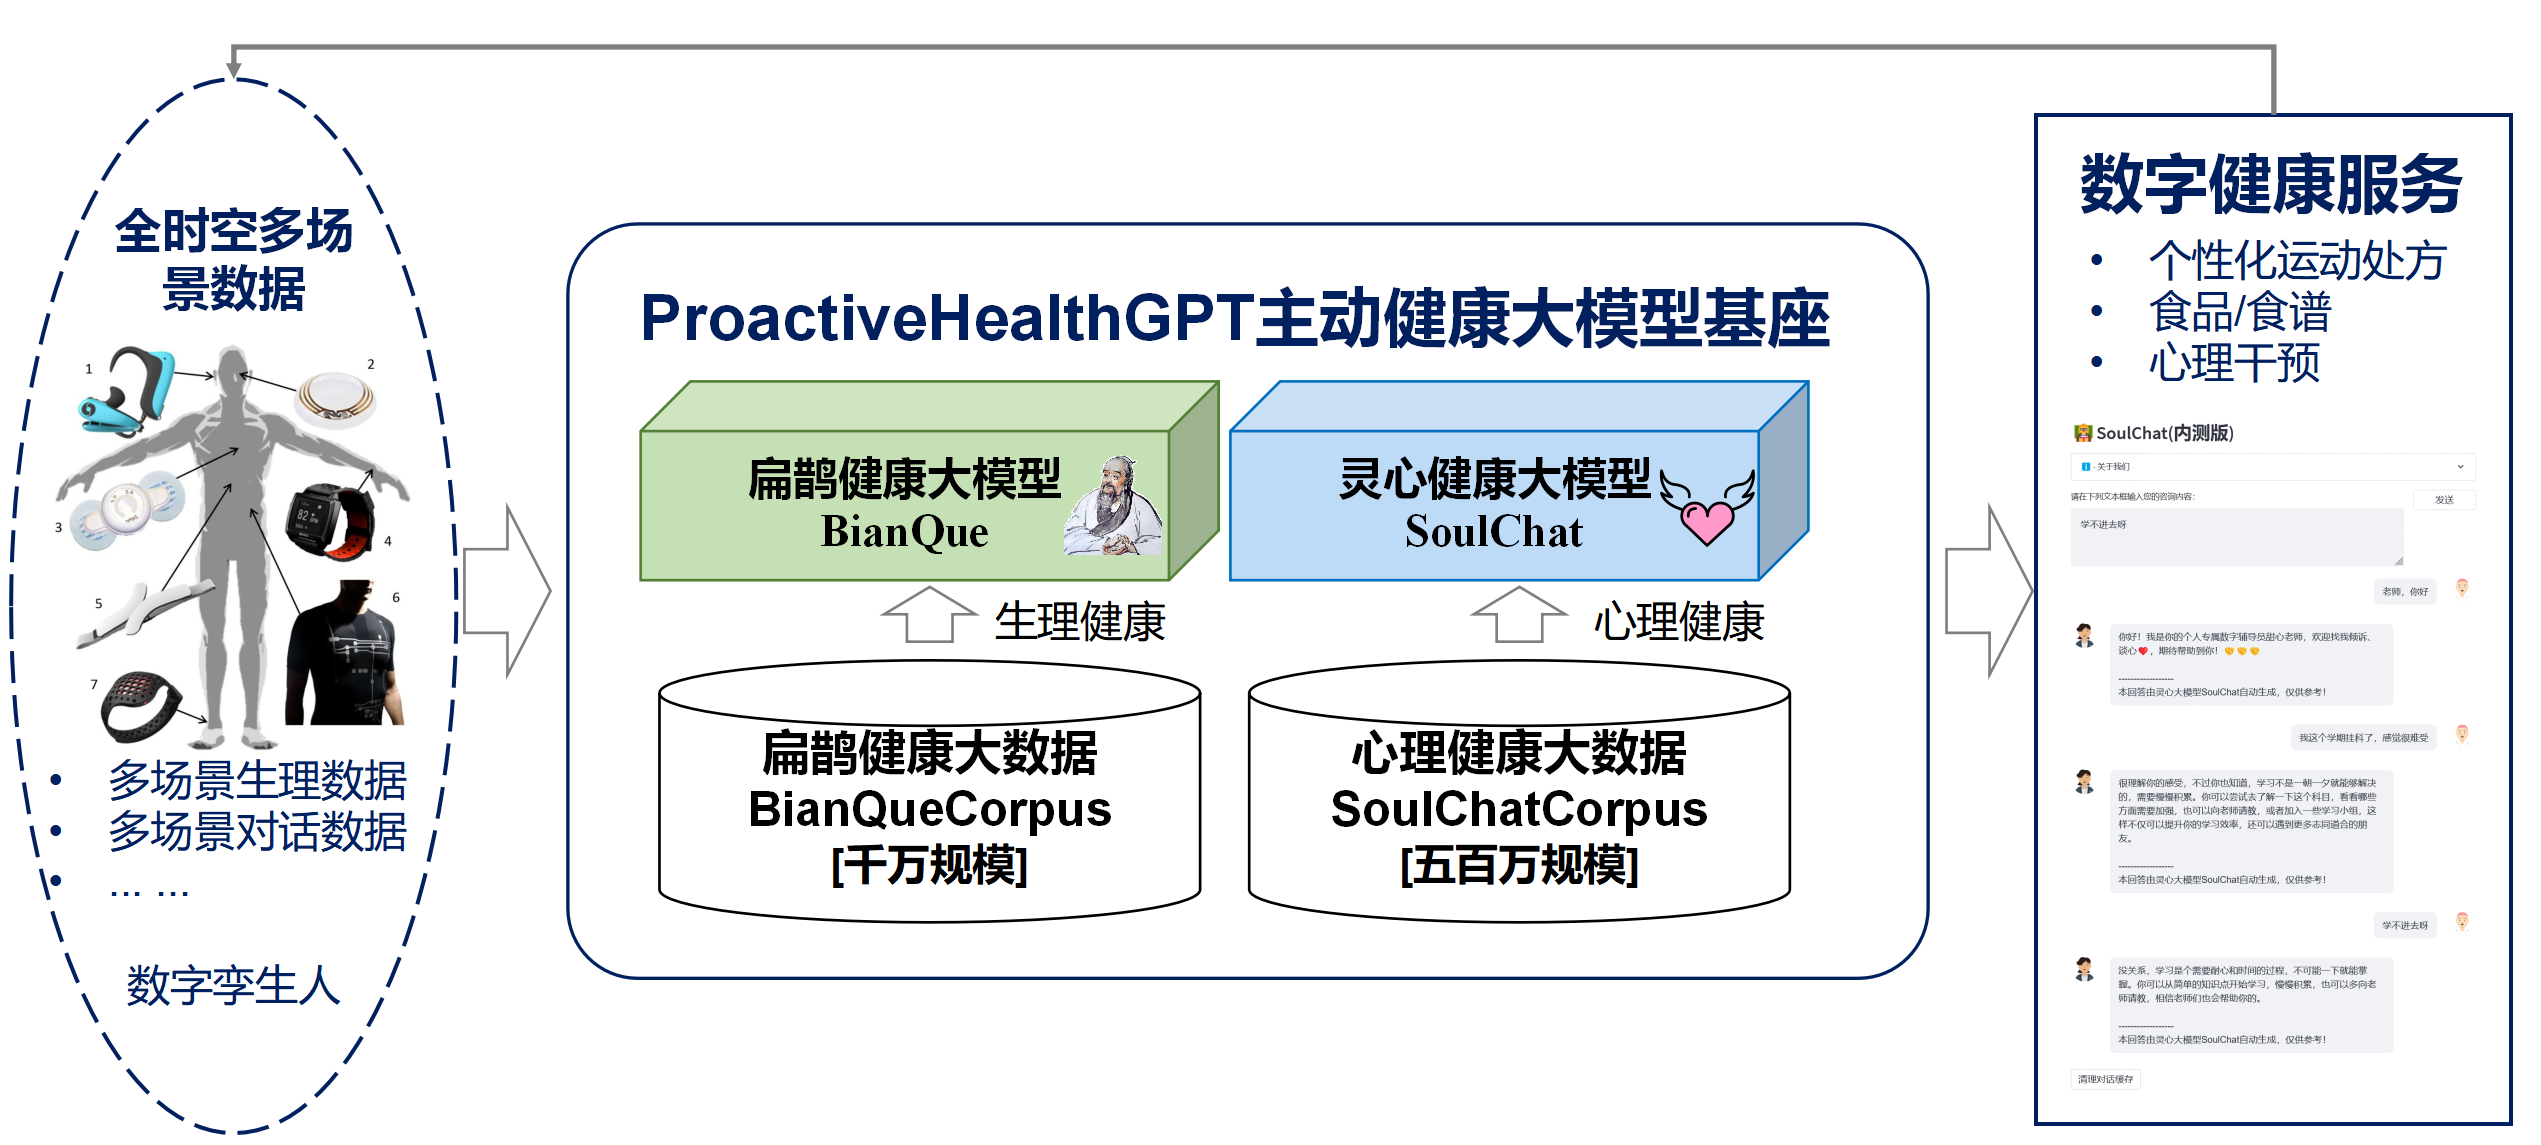 全时空多场
景数据
1
2
3
4
5
6
7
82
• 多场景生理数据
• 多场景对话数据
• … …
数字孪生人
ProactiveHealthGPT主动健康大模型基座
扁鹊健康大模型
BianQue
灵心健康大模型
SoulChat
生理健康
心理健康
扁鹊健康大数据
BianQueCorpus
[千万规模]
心理健康大数据
SoulChatCorpus
[五百万规模]
数字健康服务
• 个性化运动处方
• 食品/食谱
• 心理干预
SoulChat(内测版)
- 关于我们
请在下列文本框输入您的咨询内容:
发送
学不进去呀
老师，你好
你好！我是你的个人专属数字辅导员甜心老师，欢迎找我倾诉、
谈心❤️，期待帮助到你！🤝🤝🤝
------------------
本回答由灵心大模型SoulChat自动生成，仅供参考！
我这个学期挂科了，感觉很难受
很理解你的感受，不过你也知道，学习不是一朝一夕就能够解决
的，需要慢慢积累。你可以尝试去了解一下这个科目，看看哪些
方面需要加强，也可以向老师请教，或者加入一些学习小组，这
样不仅可以提升你的学习效率，还可以遇到更多志同道合的朋
友。
------------------
本回答由灵心大模型SoulChat自动生成，仅供参考！
学不进去呀
没关系，学习是个需要耐心和时间的过程，不可能一下就能掌
握。你可以从简单的知识点开始学习，慢慢积累，也可以多向老
师请教，相信老师们也会帮助你的。
------------------
本回答由灵心大模型SoulChat自动生成，仅供参考！
清理对话缓存